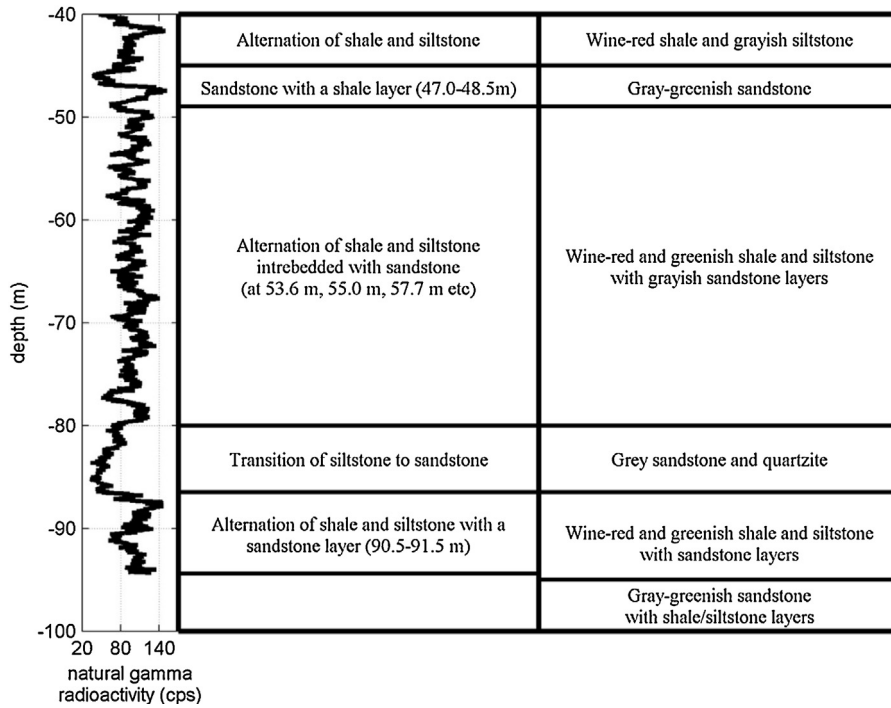 -40
-50
-60
-70
-80
-90
-100
depth (m)
20 80 140
natural gamma
radioactivity (cps)
Alternation of shale and siltstone
Wine-red shale and grayish siltstone
Sandstone with a shale layer (47.0-48.5m)
Gray-greenish sandstone
Alternation of shale and siltstone
intrebedded with sandstone
(at 53.6 m, 55.0 m, 57.7 m etc)
Wine-red and greenish shale and siltstone
with grayish sandstone layers
Transition of siltstone to sandstone
Grey sandstone and quartzite
Alternation of shale and siltstone with a
sandstone layer (90.5-91.5 m)
Wine-red and greenish shale and siltstone
with sandstone layers
Gray-greenish sandstone
with shale/siltstone layers